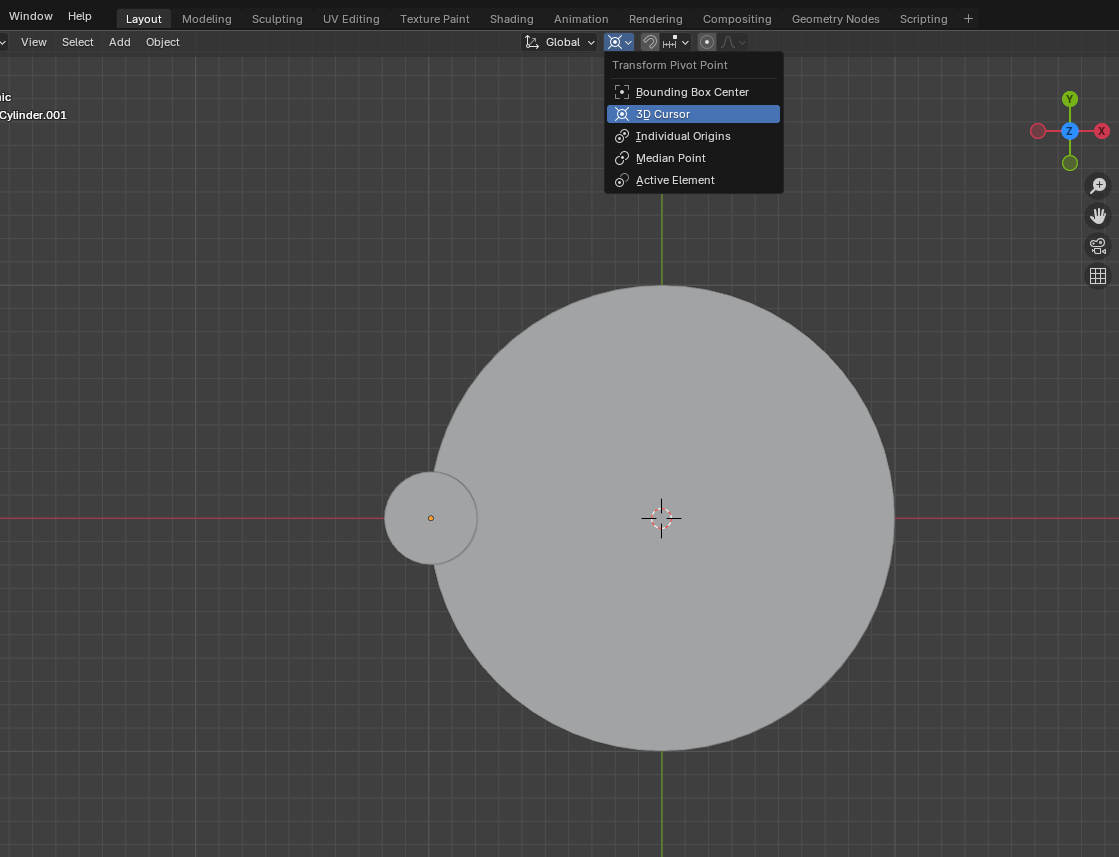 Window Help Layout Modeling Sculpting UV Editing Texture Paint Shading Animation Rendering Compositing Geometry Nodes Scripting +
View Select Add Object Global
Transform Pivot Point
Bounding Box Center
3D Cursor
Individual Origins
Median Point
Active Element
ic
Cylinder.001
Y
Z X